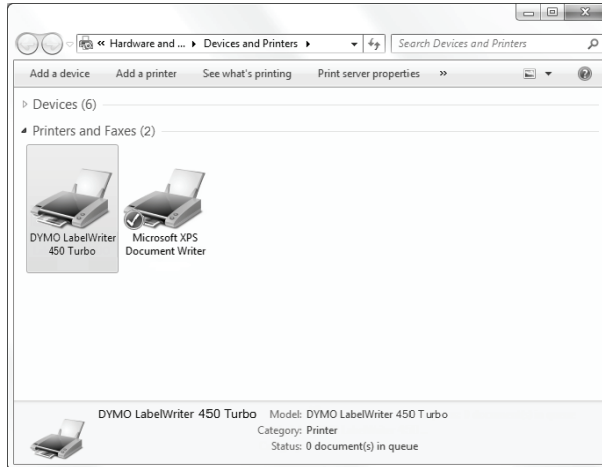 « Hardware and ... ▸ Devices and Printers ▸ Search Devices and Printers
Add a device Add a printer See what's printing Print server properties »
Devices (6)
Printers and Faxes (2)
DYMO LabelWriter
450 Turbo
Microsoft XPS
Document Writer
DYMO LabelWriter 450 Turbo Model: DYMO LabelWriter 450 Turbo
Category: Printer
Status: 0 document(s) in queue